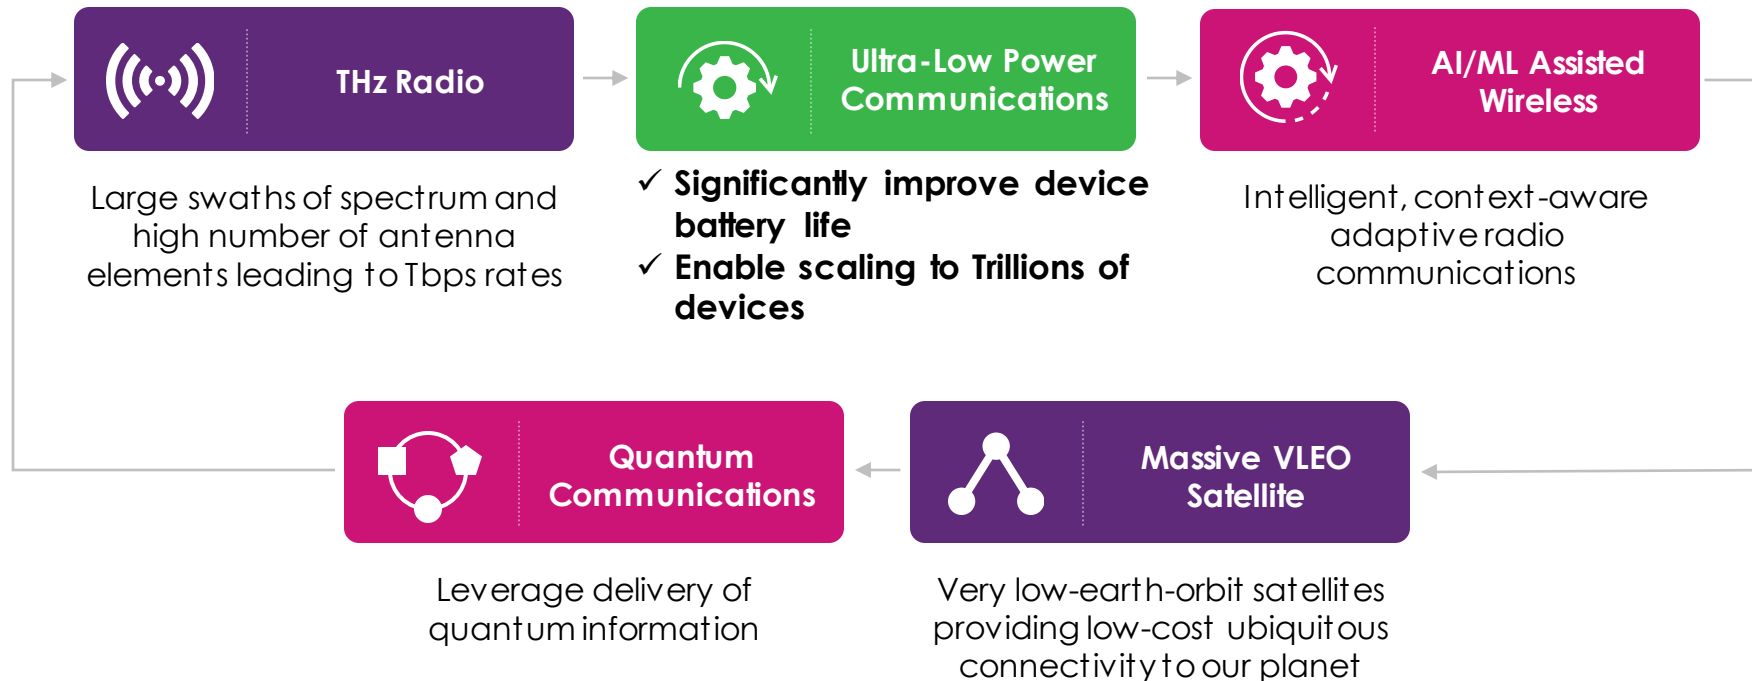 THz Radio
Ultra-Low Power
Communications
AI/ML Assisted
Wireless
Large swaths of spectrum and
high number of antenna
elements leading to Tbps rates
✓ Significantly improve device
battery life
✓ Enable scaling to Trillions of
devices
Intelligent, context-aware
adaptive radio
communications
Quantum
Communications
Massive VLEO
Satellite
Leverage delivery of
quantum information
Very low-earth-orbit satellites
providing low-cost ubiquitous
connectivity to our planet